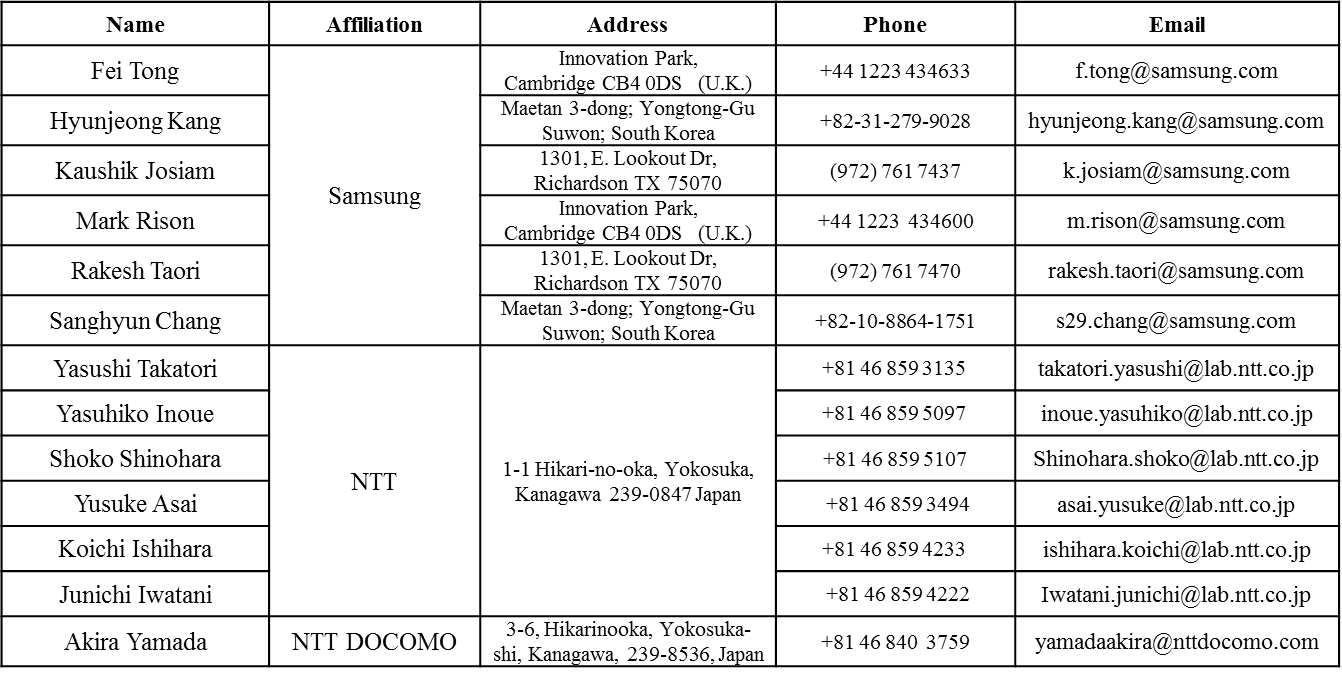 Name Affiliation Address Phone Email
Fei Tong Samsung Innovation Park, Cambridge CB4 0DS (U.K.) +44 1223 434633 f.tong@samsung.com
Hyunjeong Kang Maetan 3-dong; Yongtong-Gu Suwon; South Korea +82-31-279-9028 hyunjeong.kang@samsung.com
Kaushik Josiam 1301, E. Lookout Dr, Richardson TX 75070 (972) 761 7437 k.josiam@samsung.com
Mark Rison Innovation Park, Cambridge CB4 0DS (U.K.) +44 1223 434600 m.rison@samsung.com
Rakesh Taori 1301, E. Lookout Dr, Richardson TX 75070 (972) 761 7470 rakesh.taori@samsung.com
Sanghyun Chang Maetan 3-dong; Yongtong-Gu Suwon; South Korea +82-10-8864-1751 s29.chang@samsung.com
Yasushi Takatori NTT 1-1 Hikari-no-oka, Yokosuka, Kanagawa 239-0847 Japan +81 46 859 3135 takatori.yasushi@lab.ntt.co.jp
Yasuhiko Inoue +81 46 859 5097 inoue.yasuhiko@lab.ntt.co.jp
Shoko Shinohara +81 46 859 5107 Shinohara.shoko@lab.ntt.co.jp
Yusuke Asai +81 46 859 3494 asai.yusuke@lab.ntt.co.jp
Koichi Ishihara +81 46 859 4233 ishihara.koichi@lab.ntt.co.jp
Junichi Iwatani +81 46 859 4222 Iwatani.junichi@lab.ntt.co.jp
Akira Yamada NTT DOCOMO 3-6, Hikarinooka, Yokosuka-shi, Kanagawa, 239-8536, Japan +81 46 840 3759 yamadaakira@nttdocomo.com